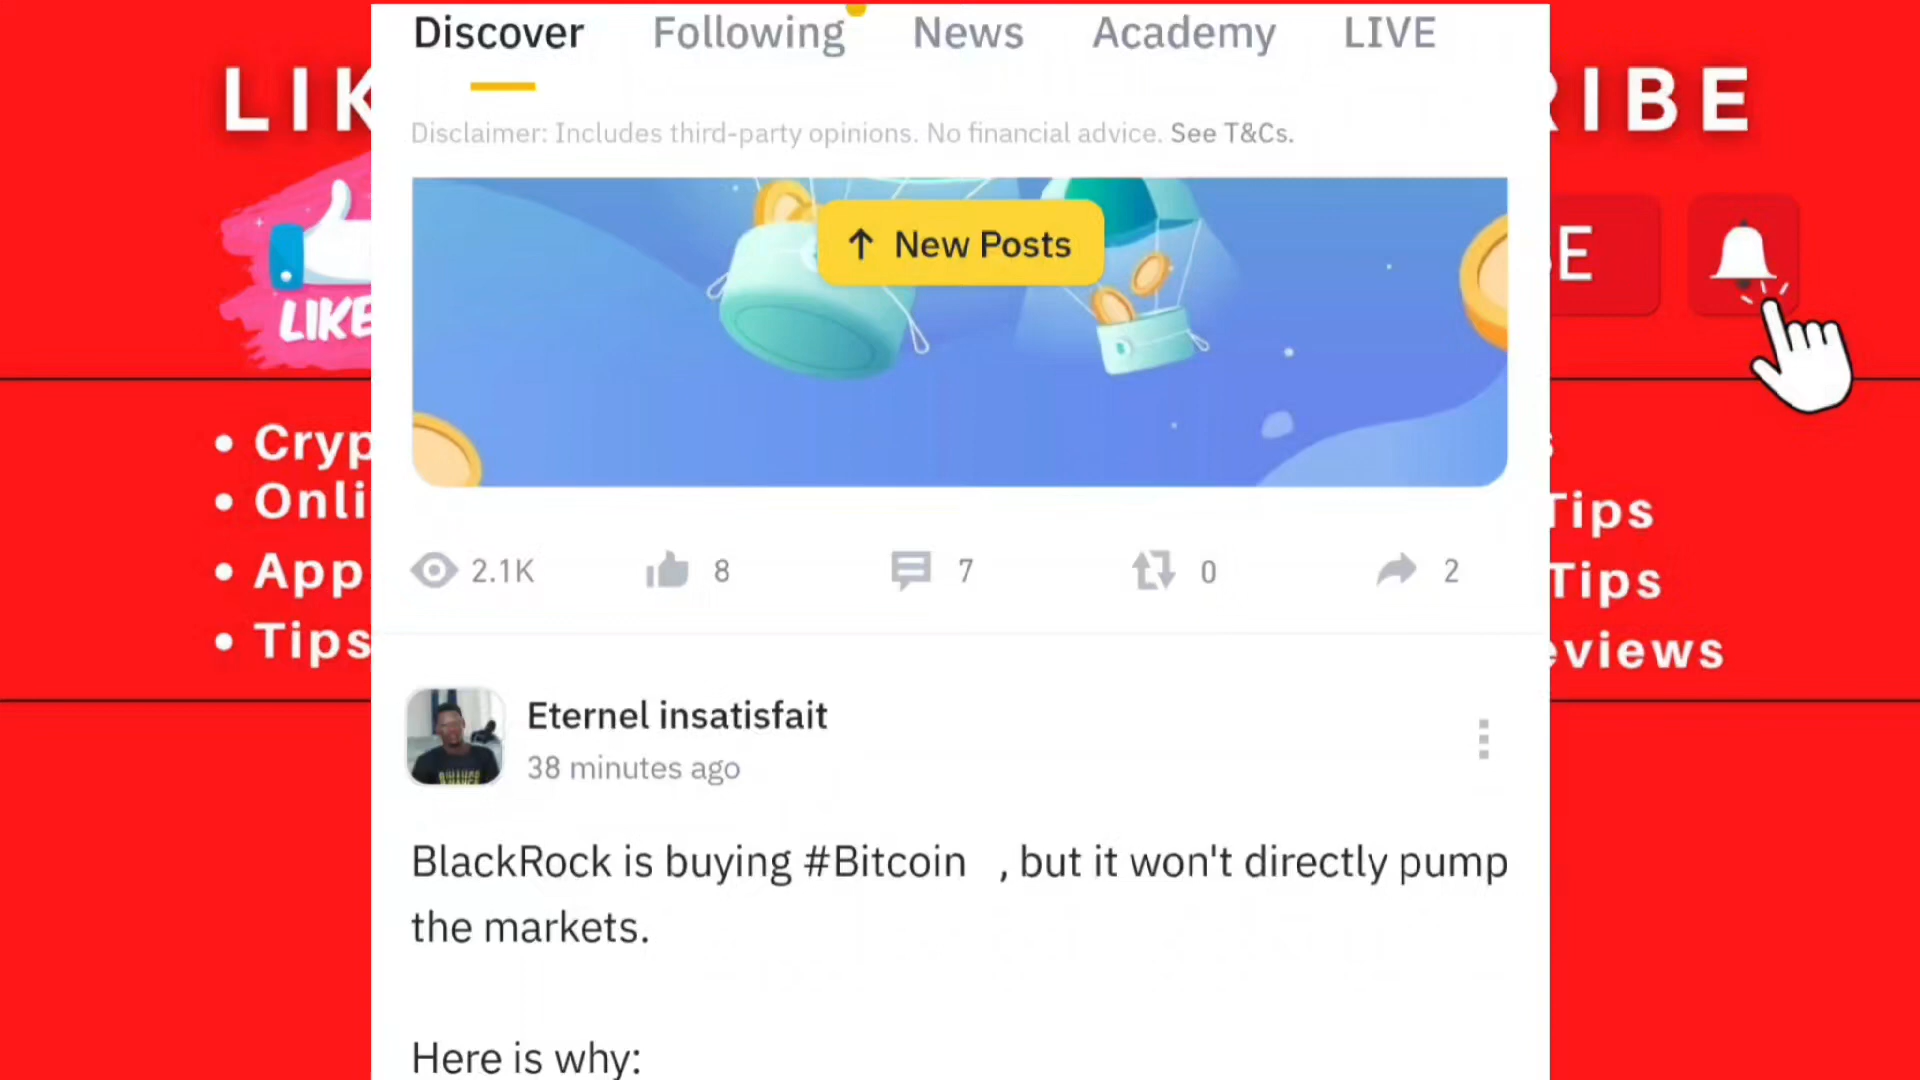 Discover Following News Academy LIVE
LIK
RIBE
Disclaimer: Includes third-party opinions. No financial advice. See T&Cs.
New Posts
BE
LIKE
Cryp
Onli
Tips
App
Tips
Tips
eviews
2.1K 8 7 0 2
Eternel insatisfait
38 minutes ago
BlackRock is buying #Bitcoin , but it won't directly pump
the markets.
Here is why: